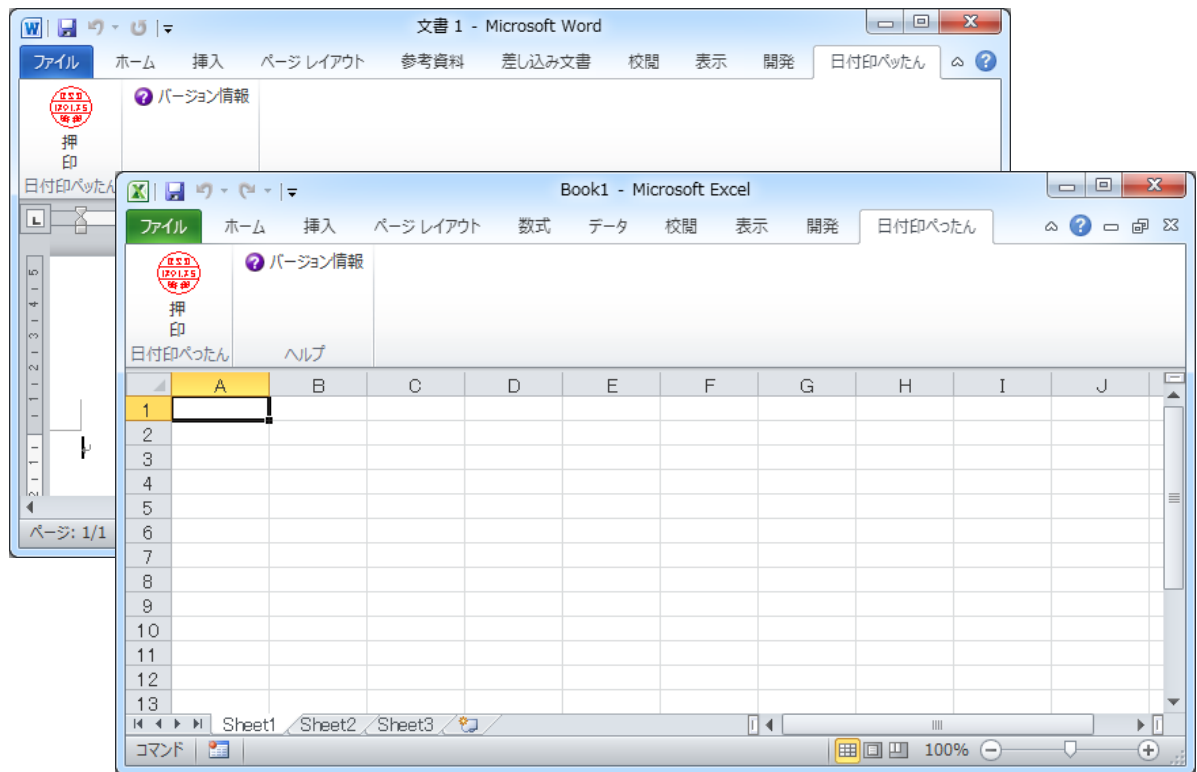 文書 1 - Microsoft Word
ファイル ホーム 挿入 ページ レイアウト 参考資料 差し込み文書 校閲 表示 開発 日付印ぺったん
バージョン情報
押
印
日付印ペッたん
ページ: 1/1
Book1 - Microsoft Excel
ファイル ホーム 挿入 ページ レイアウト 数式 データ 校閲 表示 開発 日付印ぺったん
バージョン情報
押
印
日付印ぺったん ヘルプ
A B C D E F G H I J
1
2
3
4
5
6
7
8
9
10
11
12
13
Sheet1 Sheet2 Sheet3
コマンド 100%